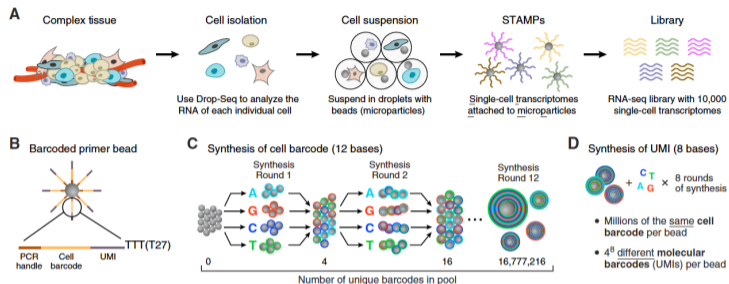 A
Complex tissue
Cell isolation
Cell suspension
STAMPs
Library
Use Drop-Seq to analyze the
RNA of each individual cell
Suspend in droplets with
beads (microparticles)
Single-cell transcriptomes
attached to microparticles
RNA-seq library with 10,000
single-cell transcriptomes
B
Barcoded primer bead
TTT(T27)
PCR
handle
Cell
barcode
UMI
C
Synthesis of cell barcode (12 bases)
Synthesis
Round 1
Synthesis
Round 2
Synthesis
Round 12
A
G
C
T
A
G
C
T
0
4
16
16,777,216
Number of unique barcodes in pool
D
Synthesis of UMI (8 bases)
+
C T
A G
× 8 rounds
of synthesis
• Millions of the same cell
barcode per bead
• 4⁸ different molecular
barcodes (UMIs) per bead